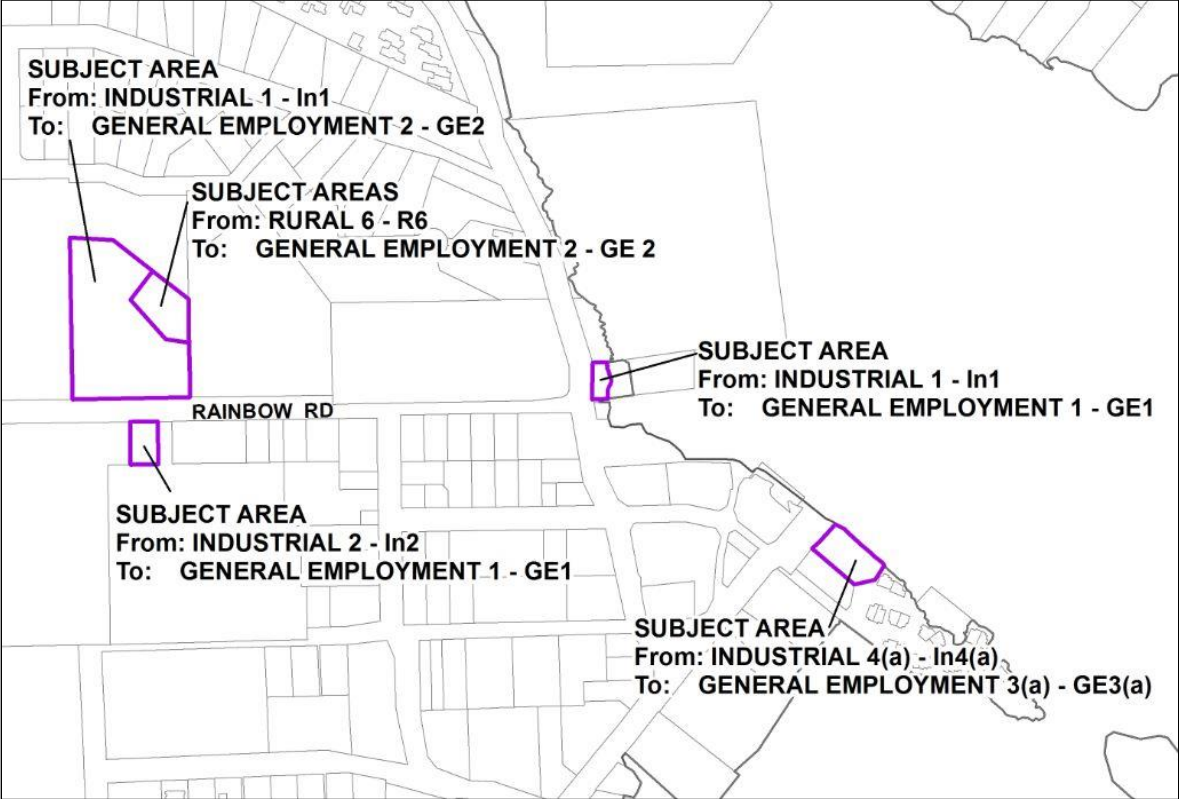 SUBJECT AREA
From: INDUSTRIAL 1 - In1
To: GENERAL EMPLOYMENT 2 - GE2
SUBJECT AREAS
From: RURAL 6 - R6
To: GENERAL EMPLOYMENT 2 - GE 2
SUBJECT AREA
From: INDUSTRIAL 1 - In1
To: GENERAL EMPLOYMENT 1 - GE1
RAINBOW RD
SUBJECT AREA
From: INDUSTRIAL 2 - In2
To: GENERAL EMPLOYMENT 1 - GE1
SUBJECT AREA
From: INDUSTRIAL 4(a) - In4(a)
To: GENERAL EMPLOYMENT 3(a) - GE3(a)